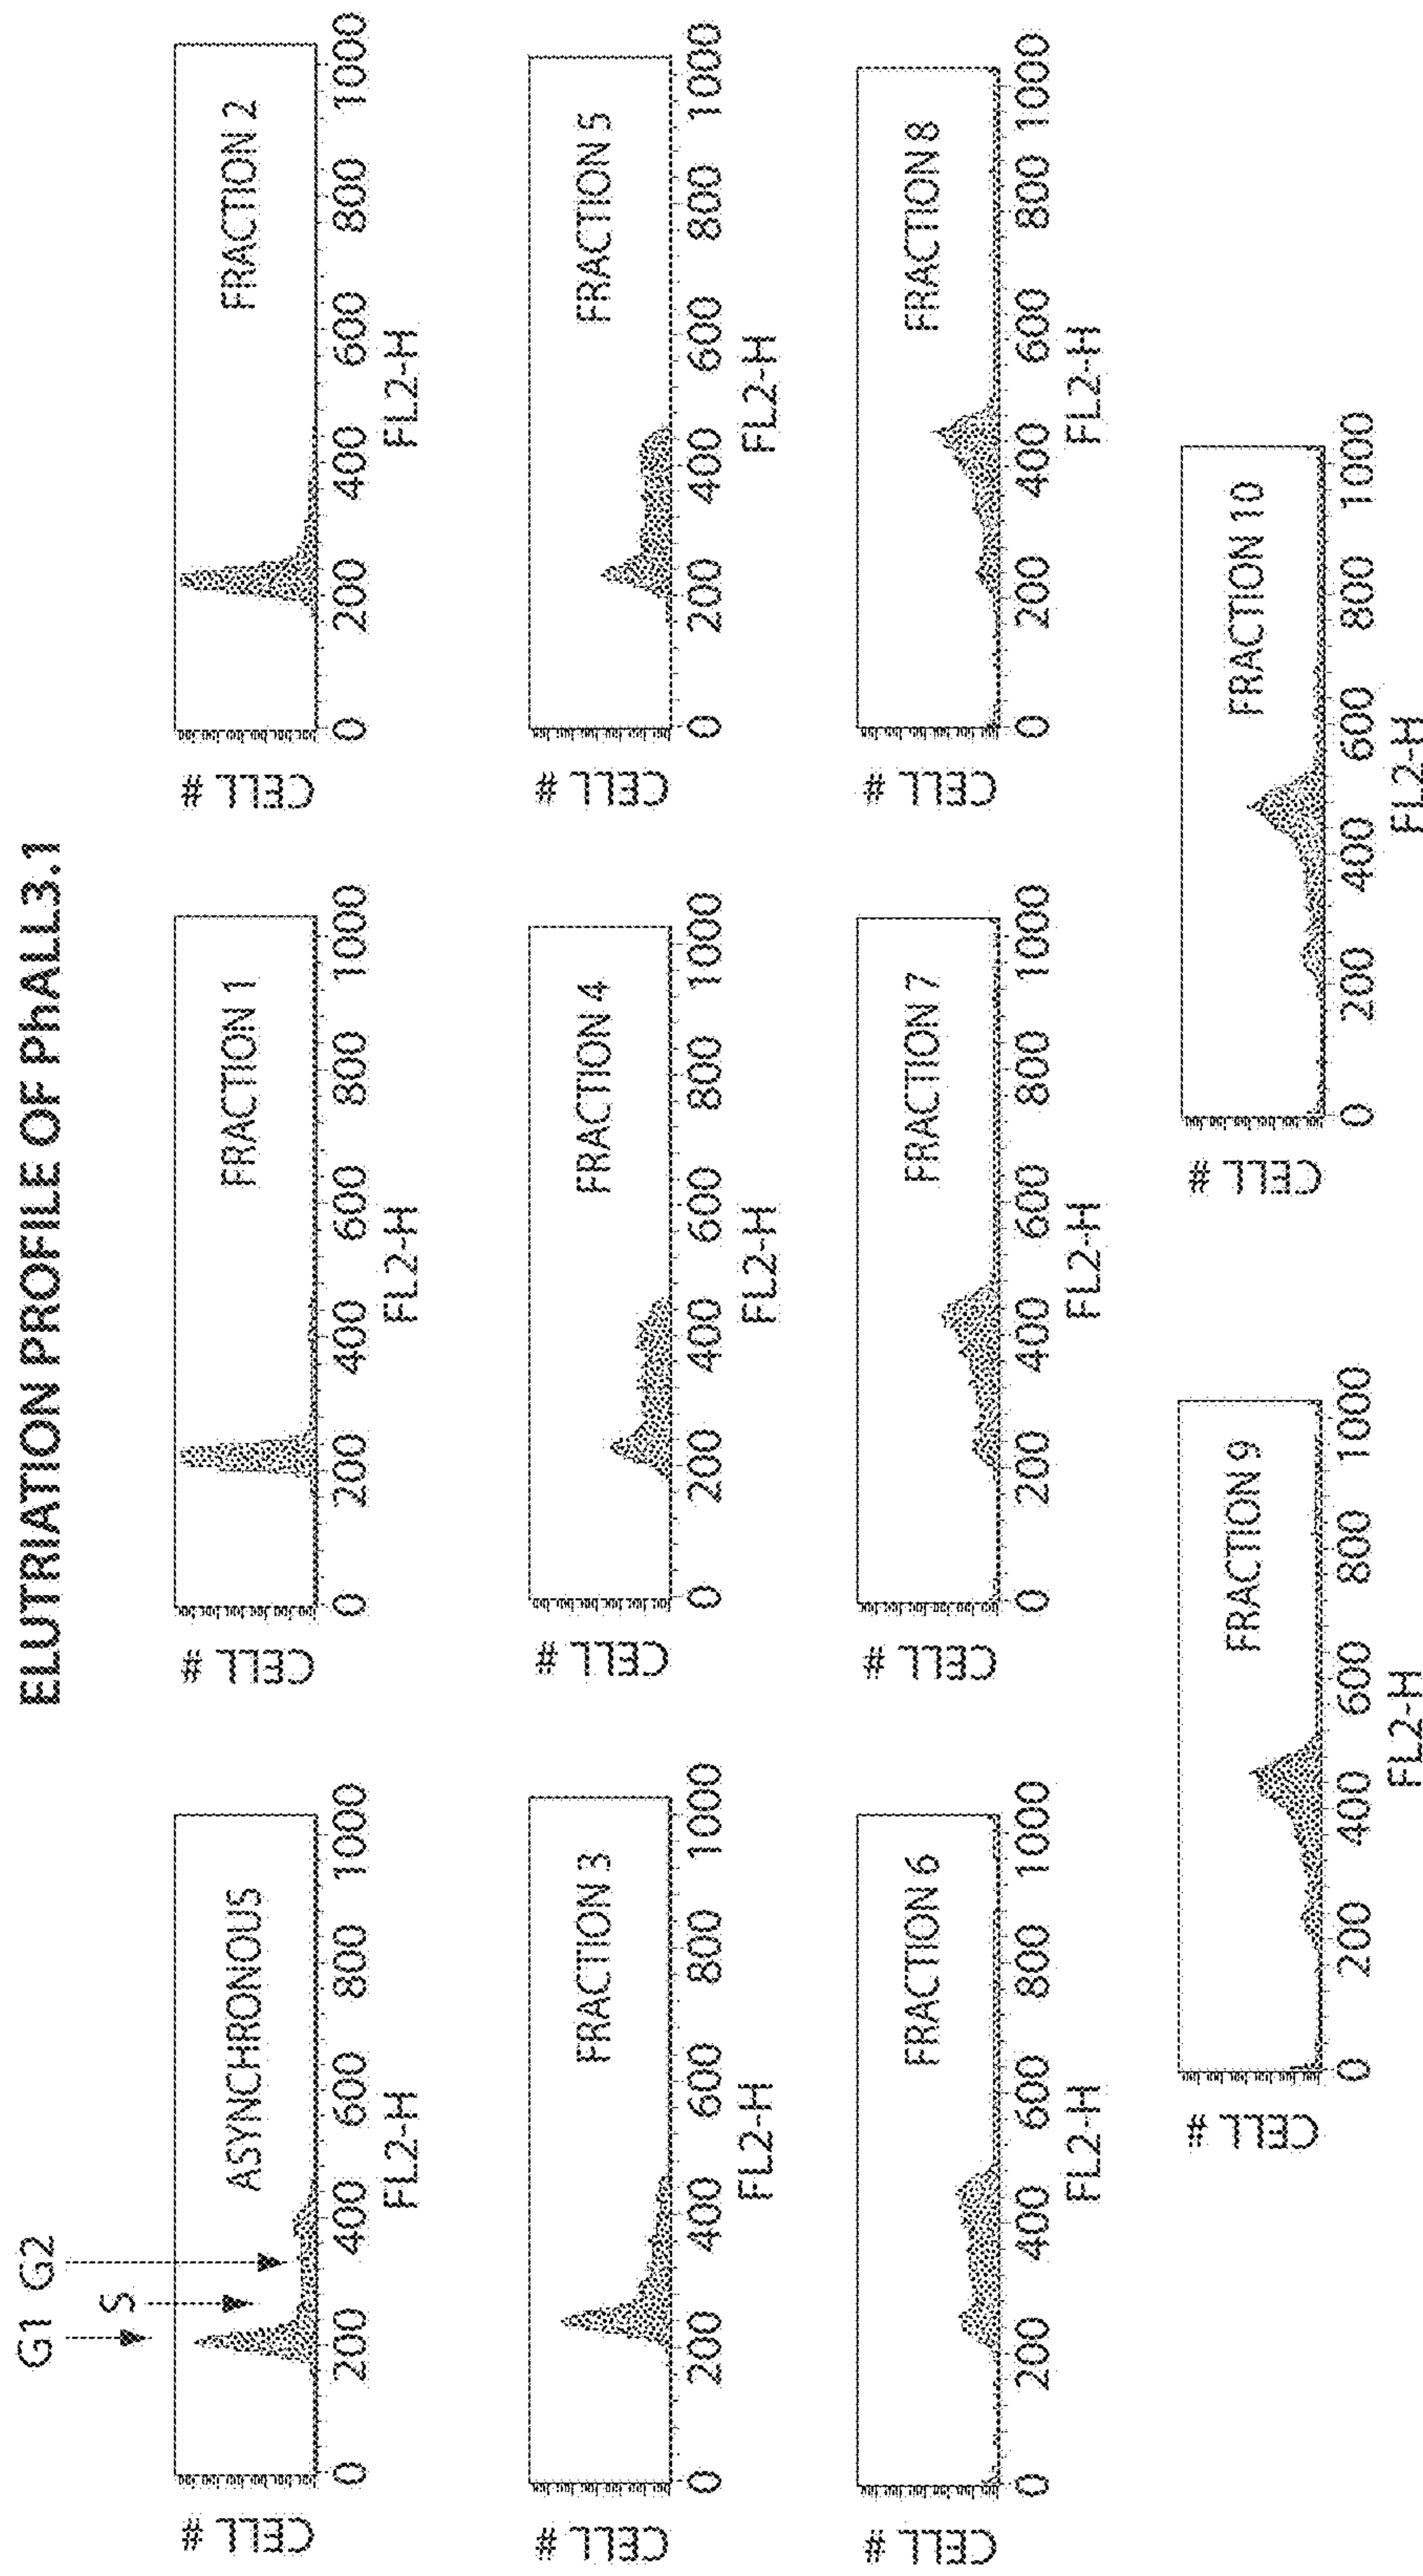 ELUTRIATION PROFILE OF PhALL3.1
G1 G2
S
ASYNCHRONOUS
CELL #
0 200 400 600 800 1000
FL2-H
FRACTION 1
CELL #
0 200 400 600 800 1000
FL2-H
FRACTION 2
CELL #
0 200 400 600 800 1000
FL2-H
FRACTION 3
CELL #
0 200 400 600 800 1000
FL2-H
FRACTION 4
CELL #
0 200 400 600 800 1000
FL2-H
FRACTION 5
CELL #
0 200 400 600 800 1000
FL2-H
FRACTION 6
CELL #
0 200 400 600 800 1000
FL2-H
FRACTION 7
CELL #
0 200 400 600 800 1000
FL2-H
FRACTION 8
CELL #
0 200 400 600 800 1000
FL2-H
FRACTION 9
CELL #
0 200 400 600 800 1000
FL2-H
FRACTION 10
CELL #
0 200 400 600 800 1000
FL2-H